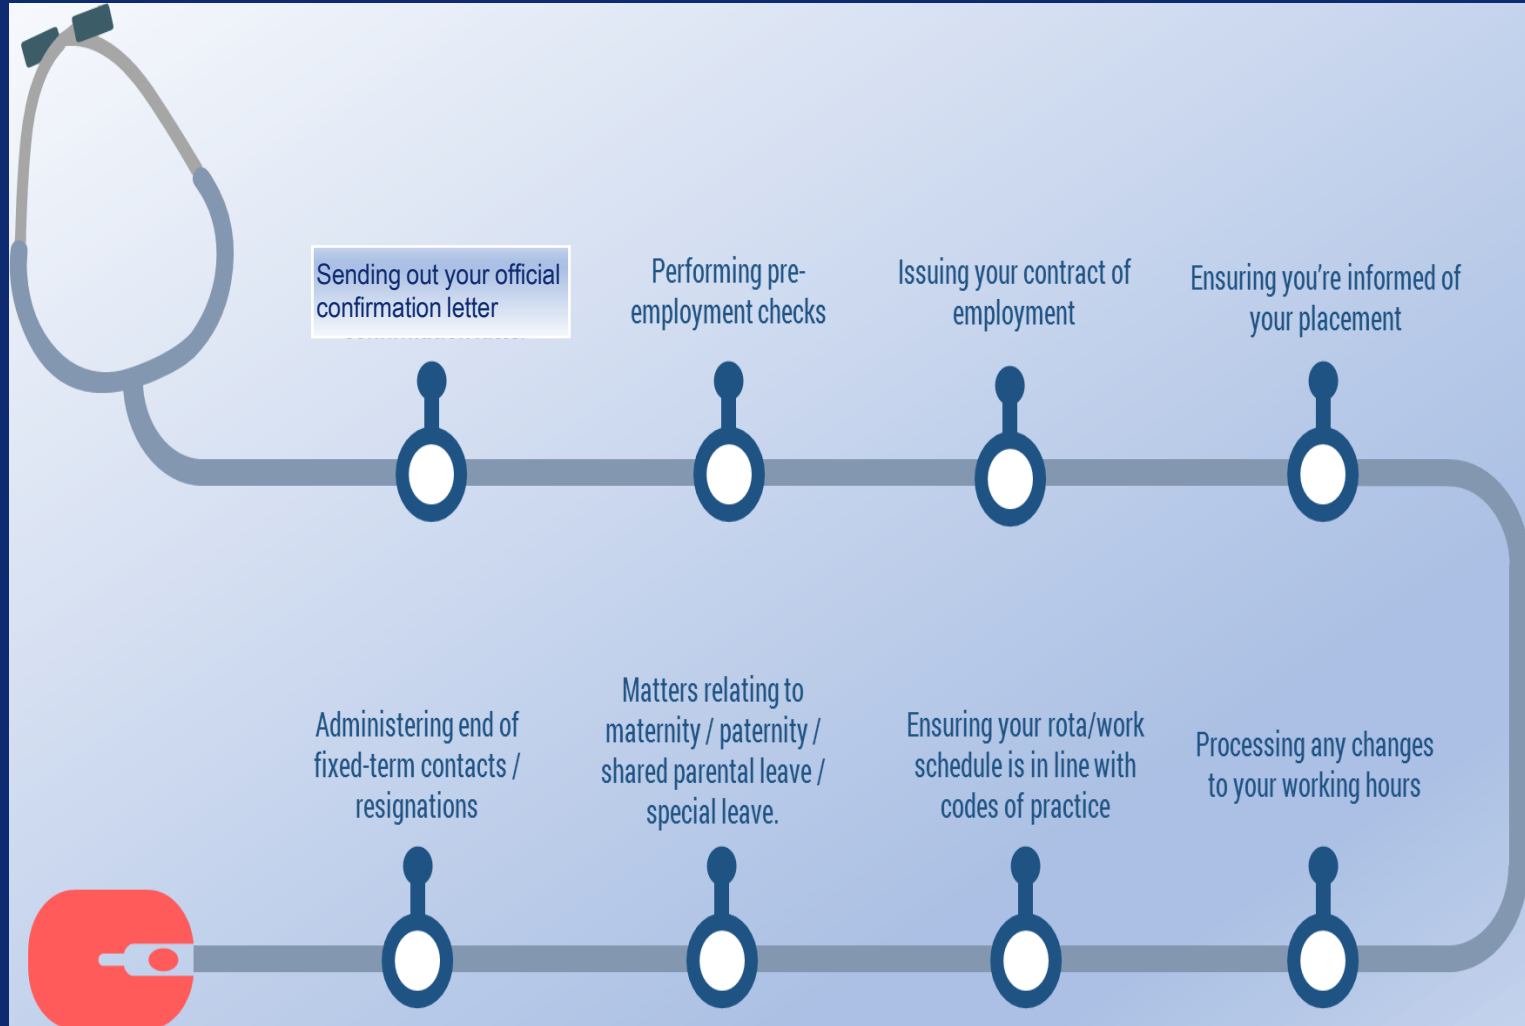 Sending out your official
confirmation letter
Performing pre-
employment checks
Issuing your contract of
employment
Ensuring you're informed of
your placement
Administering end of
fixed-term contacts /
resignations
Matters relating to
maternity / paternity /
shared parental leave /
special leave.
Ensuring your rota/work
schedule is in line with
codes of practice
Processing any changes
to your working hours